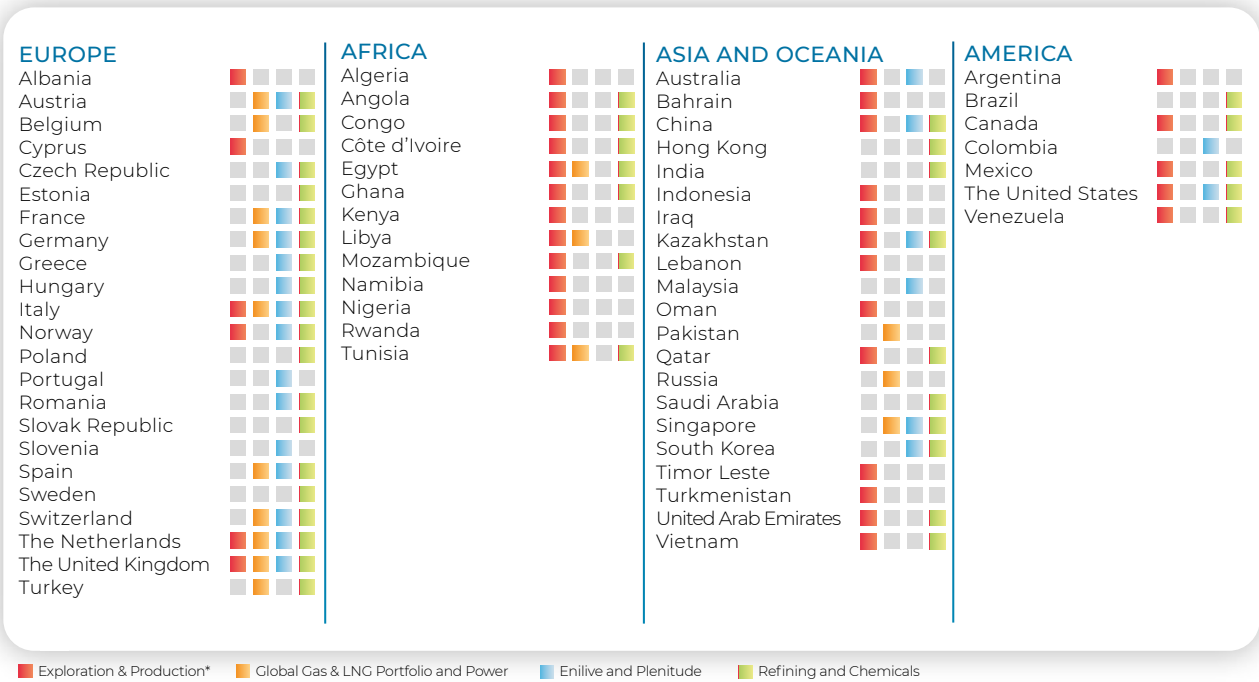 EUROPE
Albania
Austria
Belgium
Cyprus
Czech Republic
Estonia
France
Germany
Greece
Hungary
Italy
Norway
Poland
Portugal
Romania
Slovak Republic
Slovenia
Spain
Sweden
Switzerland
The Netherlands
The United Kingdom
Turkey
AFRICA
Algeria
Angola
Congo
Côte d’Ivoire
Egypt
Ghana
Kenya
Libya
Mozambique
Namibia
Nigeria
Rwanda
Tunisia
ASIA AND OCEANIA
Australia
Bahrain
China
Hong Kong
India
Indonesia
Iraq
Kazakhstan
Lebanon
Malaysia
Oman
Pakistan
Qatar
Russia
Saudi Arabia
Singapore
South Korea
Timor Leste
Turkmenistan
United Arab Emirates
Vietnam
AMERICA
Argentina
Brazil
Canada
Colombia
Mexico
The United States
Venezuela
Exploration & Production* Global Gas & LNG Portfolio and Power Enilive and Plenitude Refining and Chemicals